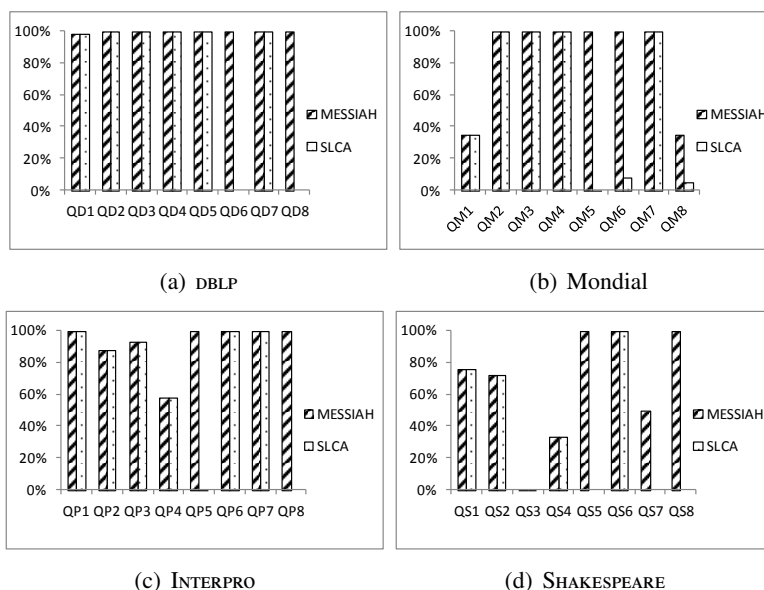 100%
80%
60%
40%
20%
0%
QD1 QD2 QD3 QD4 QD5 QD6 QD7 QD8
MESSIAH
SLCA
(a) DBLP
100%
80%
60%
40%
20%
0%
QM1 QM2 QM3 QM4 QM5 QM6 QM7 QM8
MESSIAH
SLCA
(b) Mondial
100%
80%
60%
40%
20%
0%
QP1 QP2 QP3 QP4 QP5 QP6 QP7 QP8
MESSIAH
SLCA
(c) INTERPRO
100%
80%
60%
40%
20%
0%
QS1 QS2 QS3 QS4 QS5 QS6 QS7 QS8
MESSIAH
SLCA
(d) SHAKESPEARE